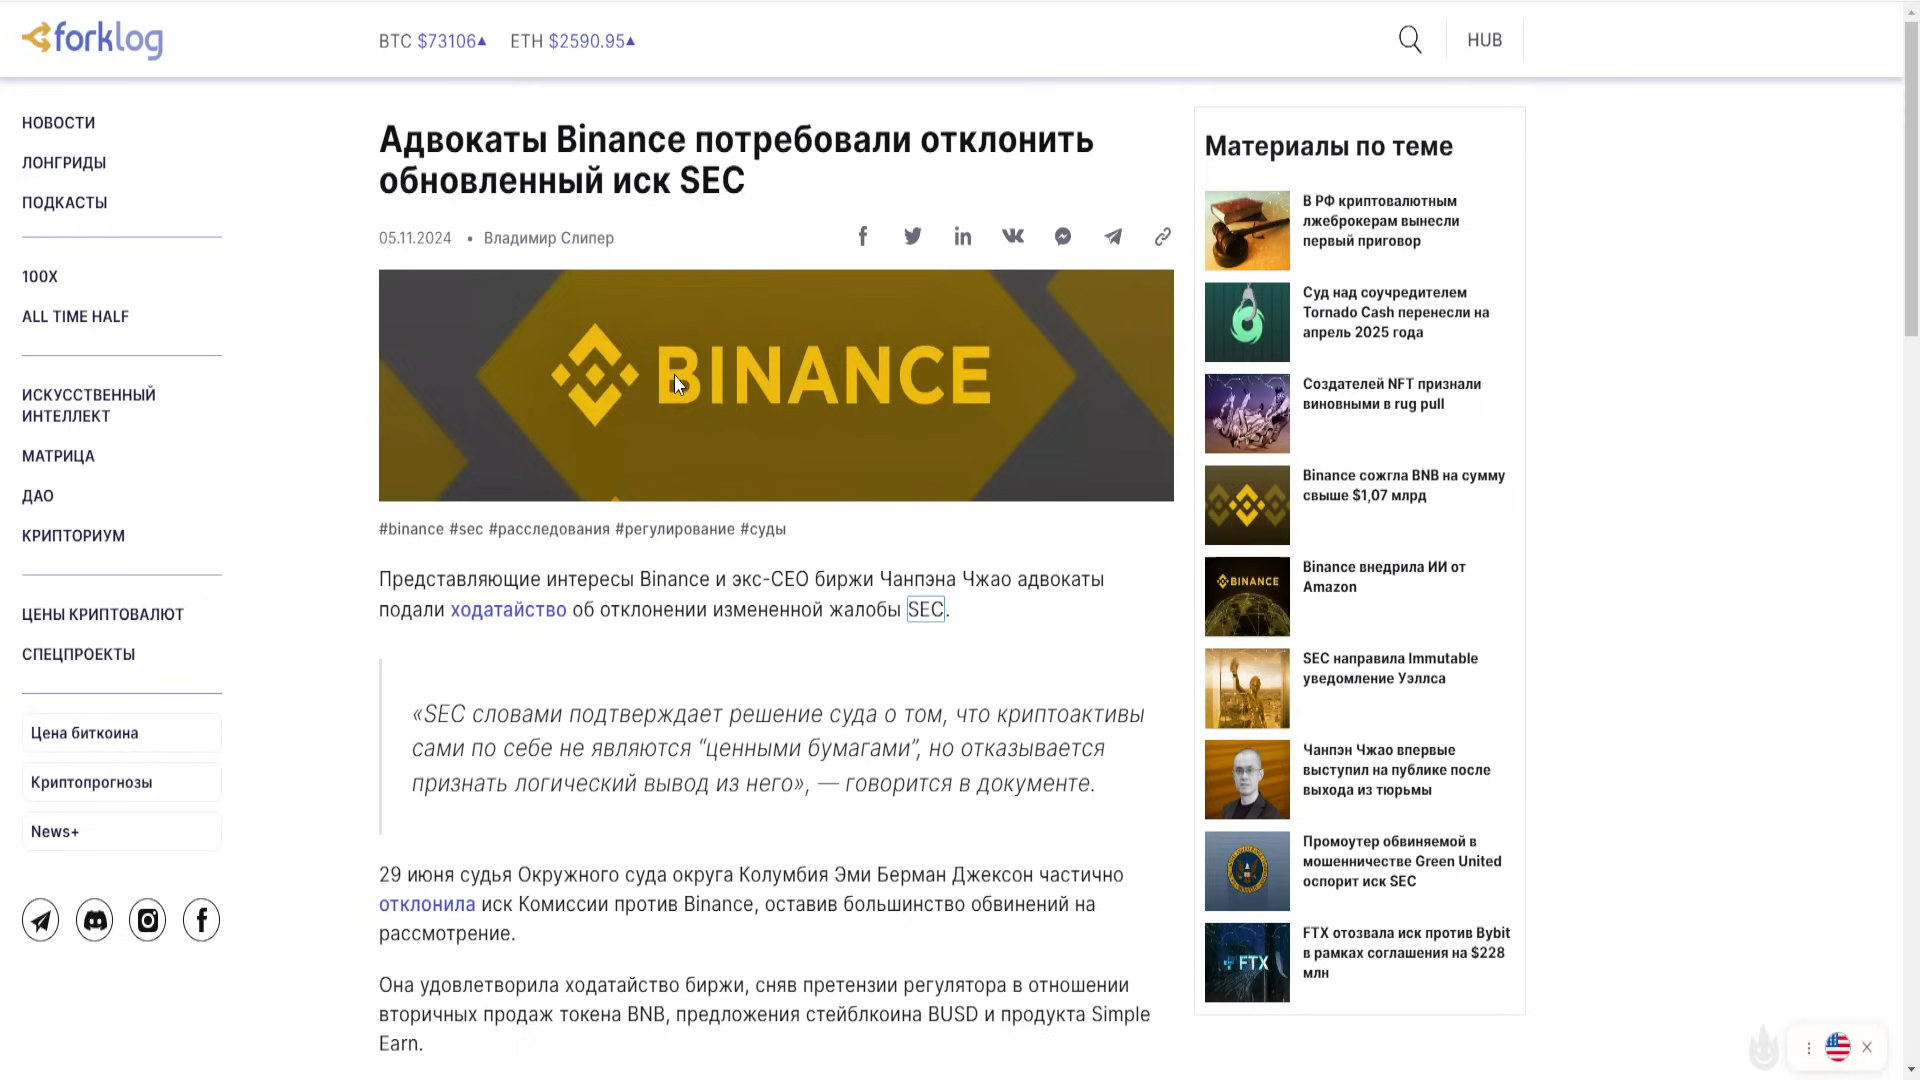 forklog
BTC $73106▲ ETH $2590.95▲
HUB
НОВОСТИ
ЛОНГРИДЫ
ПОДКАСТЫ
100X
ALL TIME HALF
ИСКУССТВЕННЫЙ
ИНТЕЛЛЕКТ
МАТРИЦА
ДАО
КРИПТОРИУМ
ЦЕНЫ КРИПТОВАЛЮТ
СПЕЦПРОЕКТЫ
Цена биткоина
Криптопрогнозы
News+
Адвокаты Binance потребовали отклонить
обновленный иск SEC
05.11.2024 • Владимир Слипер
BINANCE
#binance #sec #расследования #регулирование #суды
Представляющие интересы Binance и экс-CEO биржи Чанпэна Чжао адвокаты
подали ходатайство об отклонении измененной жалобы SEC.
«SEC словами подтверждает решение суда о том, что криптоактивы
сами по себе не являются “ценными бумагами”, но отказывается
признать логический вывод из него», — говорится в документе.
29 июня судья Окружного суда округа Колумбия Эми Берман Джексон частично
отклонила иск Комиссии против Binance, оставив большинство обвинений на
рассмотрение.
Она удовлетворила ходатайство биржи, сняв претензии регулятора в отношении
вторичных продаж токена BNB, предложения стейблкоина BUSD и продукта Simple
Earn.
Материалы по теме
В РФ криптовалютным
лжеброкерам вынесли
первый приговор
Суд над соучредителем
Tornado Cash перенесли на
апрель 2025 года
Создателей NFT признали
виновными в rug pull
Binance сожгла BNB на сумму
свыше $1,07 млрд
BINANCE
Binance внедрила ИИ от
Amazon
SEC направила Immutable
уведомление Уэллса
Чанпэн Чжао впервые
выступил на публике после
выхода из тюрьмы
Промоутер обвиняемой в
мошенничестве Green United
оспорит иск SEC
FTX
FTX отозвала иск против Bybit
в рамках соглашения на $228
млн